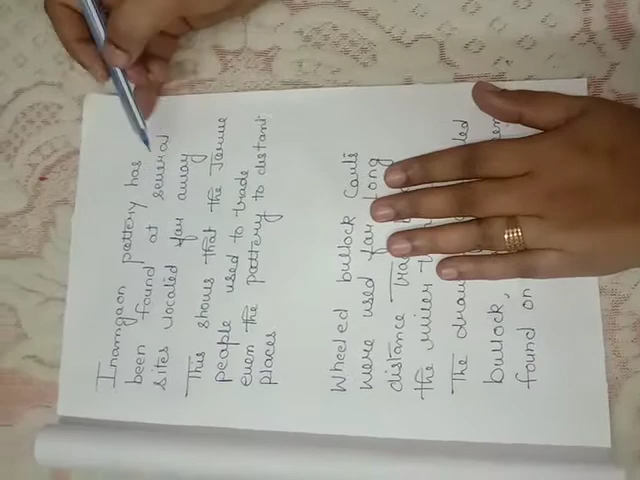 Inamgaon pottery has
been found at several
sites located far away
This shows that the Jorwe
people used to trade
even the pottery to distant
places
Wheeled bullock carts
were used for long
distance
the river
The
bullock,
found on